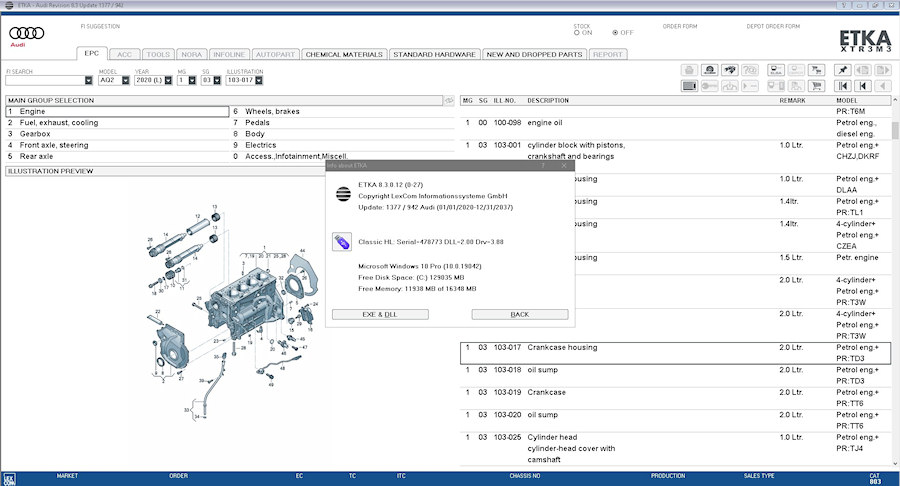 ETKA - Audi Revision 8.3 Update 1377 / 942
Audi
FI SUGGESTION
STOCK
ON
OFF
ORDER FORM
DEPOT ORDER FORM
ETKA
XTR3M3
EPC
ACC
TOOLS
NORA
INFOLINE
AUTOPART
CHEMICAL MATERIALS
STANDARD HARDWARE
NEW AND DROPPED PARTS
REPORT
FI SEARCH
MODEL
YEAR
MG
SG
ILLUSTRATION
AQ2
2020 (L)
1
03
103-017
MAIN GROUP SELECTION
1 Engine
6 Wheels, brakes
2 Fuel, exhaust, cooling
7 Pedals
3 Gearbox
8 Body
4 Front axle, steering
9 Electrics
5 Rear axle
0 Access.,Infotainment,Miscell.
ILLUSTRATION PREVIEW
MG SG ILL.NO. DESCRIPTION REMARK MODEL
PR:T6M
1 00 100-098 engine oil Petrol eng.,
diesel eng.
1 03 103-001 cylinder block with pistons, 1.0 Ltr. Petrol eng.+
crankshaft and bearings CHZJ,DKRF
ousing 1.0 Ltr. Petrol eng.+
DLAA
ousing 1.4ltr. Petrol eng.+
PR:TL1
ousing 1.4ltr. 4-cylinder+
Petrol eng.+
CZEA
ousing 1.5 Ltr. Petr. engine
2.0 Ltr. 4-cylinder+
Petrol eng.+
PR:T3W
2.0 Ltr. 4-cylinder+
Petrol eng.+
PR:T3W
1 03 103-017 Crankcase housing 2.0 Ltr. Petrol eng.+
PR:TD3
1 03 103-018 oil sump 2.0 Ltr. Petrol eng.+
PR:TD3
1 03 103-019 Crankcase 2.0 Ltr. Petrol eng.+
PR:TT6
1 03 103-020 oil sump 2.0 Ltr. Petrol eng.+
PR:TT6
1 03 103-025 Cylinder head 1.0 Ltr. Petrol eng.+
cylinder-head cover with PR:TJ4
camshaft
Info about ETKA
ETKA 8.3.0.12 (0-27)
Copyright LexCom Informationssysteme GmbH
Update: 1377 / 942 Audi (01/01/2020-12/31/2037)
Classic HL: Serial-478773 DLL-2.00 Drv-3.88
Microsoft Windows 10 Pro (10.0.19042)
Free Disk Space: (C:) 129035 MB
Free Memory: 11938 MB of 16348 MB
EXE & DLL
BACK
LEX
COM
MARKET
ORDER
EC
TC
ITC
CHASSIS NO
PRODUCTION
SALES TYPE
CAT
803